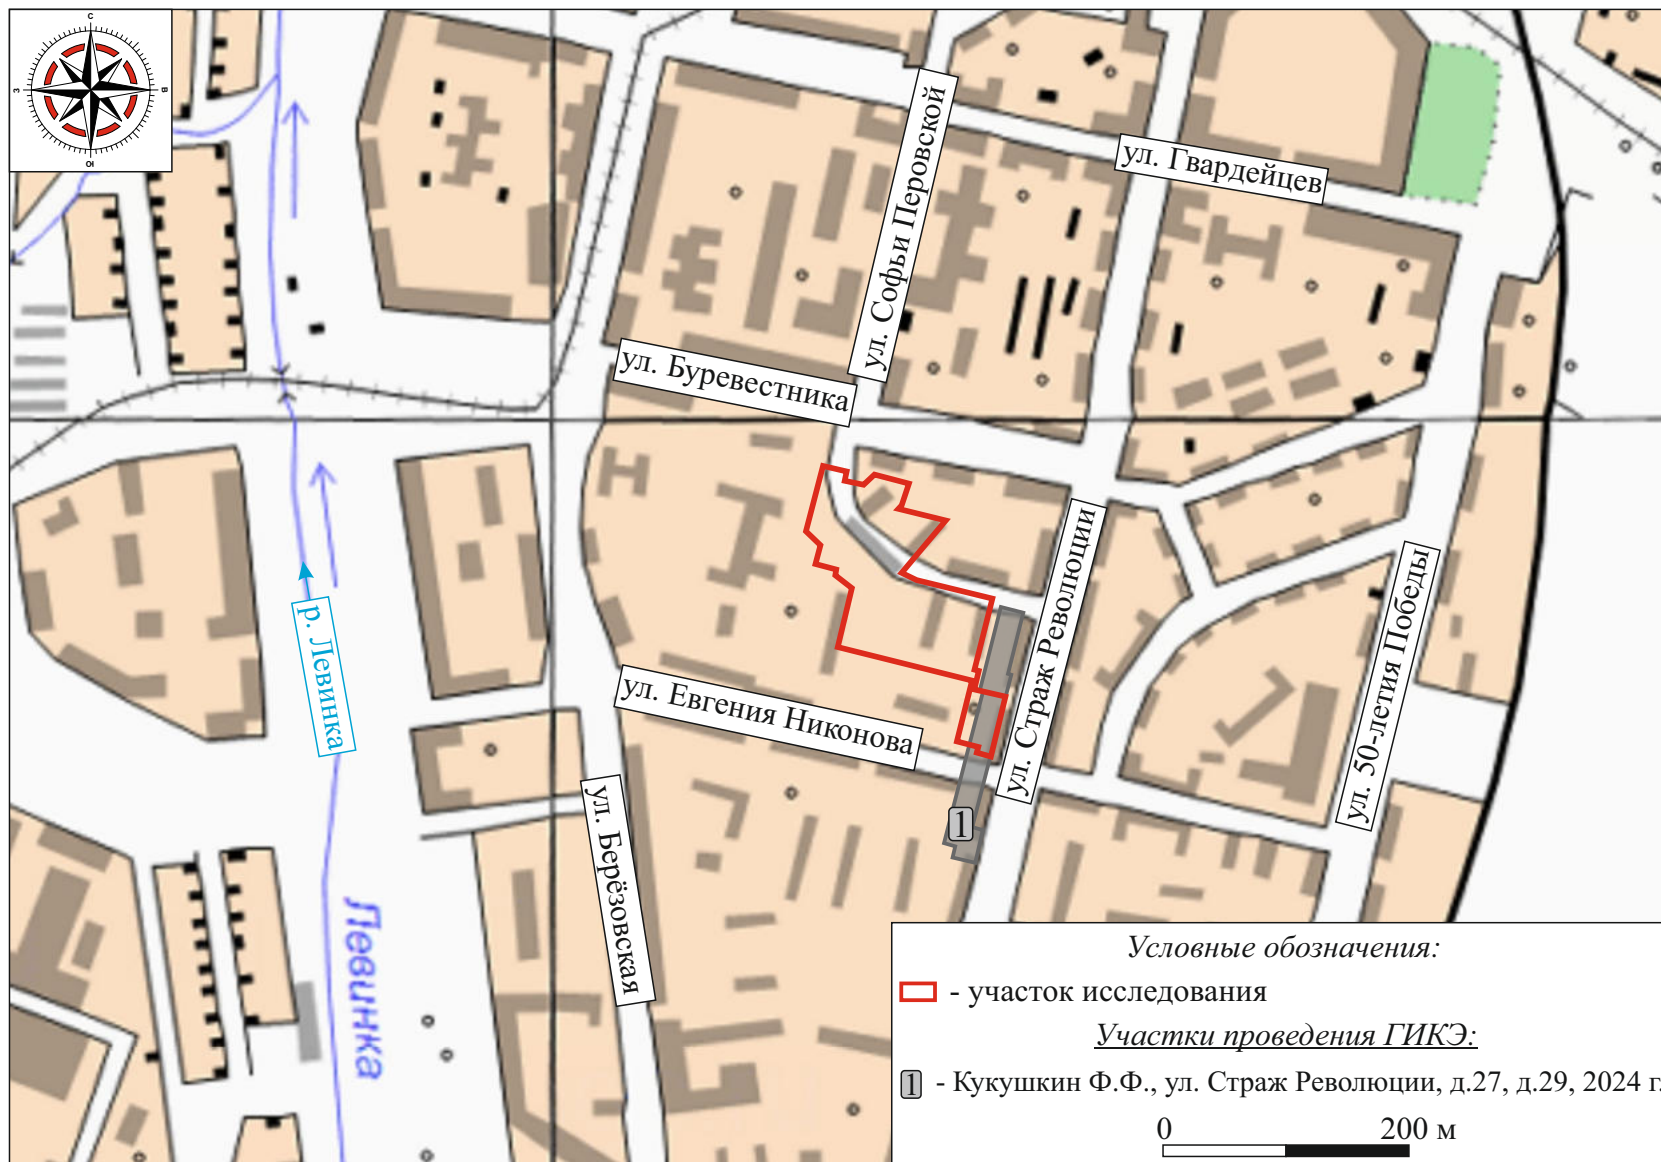 С
З
В
Ю
ул. Гвардейцев
ул. Софьи Перовской
ул. Буревестника
ул. Страж Революции
ул. 50-летия Победы
р. Левинка
ул. Евгения Никонова
ул. Берёзовская
1
Левинка
Условные обозначения:
- участок исследования
Участки проведения ГИКЭ:
1 - Кукушкин Ф.Ф., ул. Страж Революции, д.27, д.29, 2024 г.
0 200 м